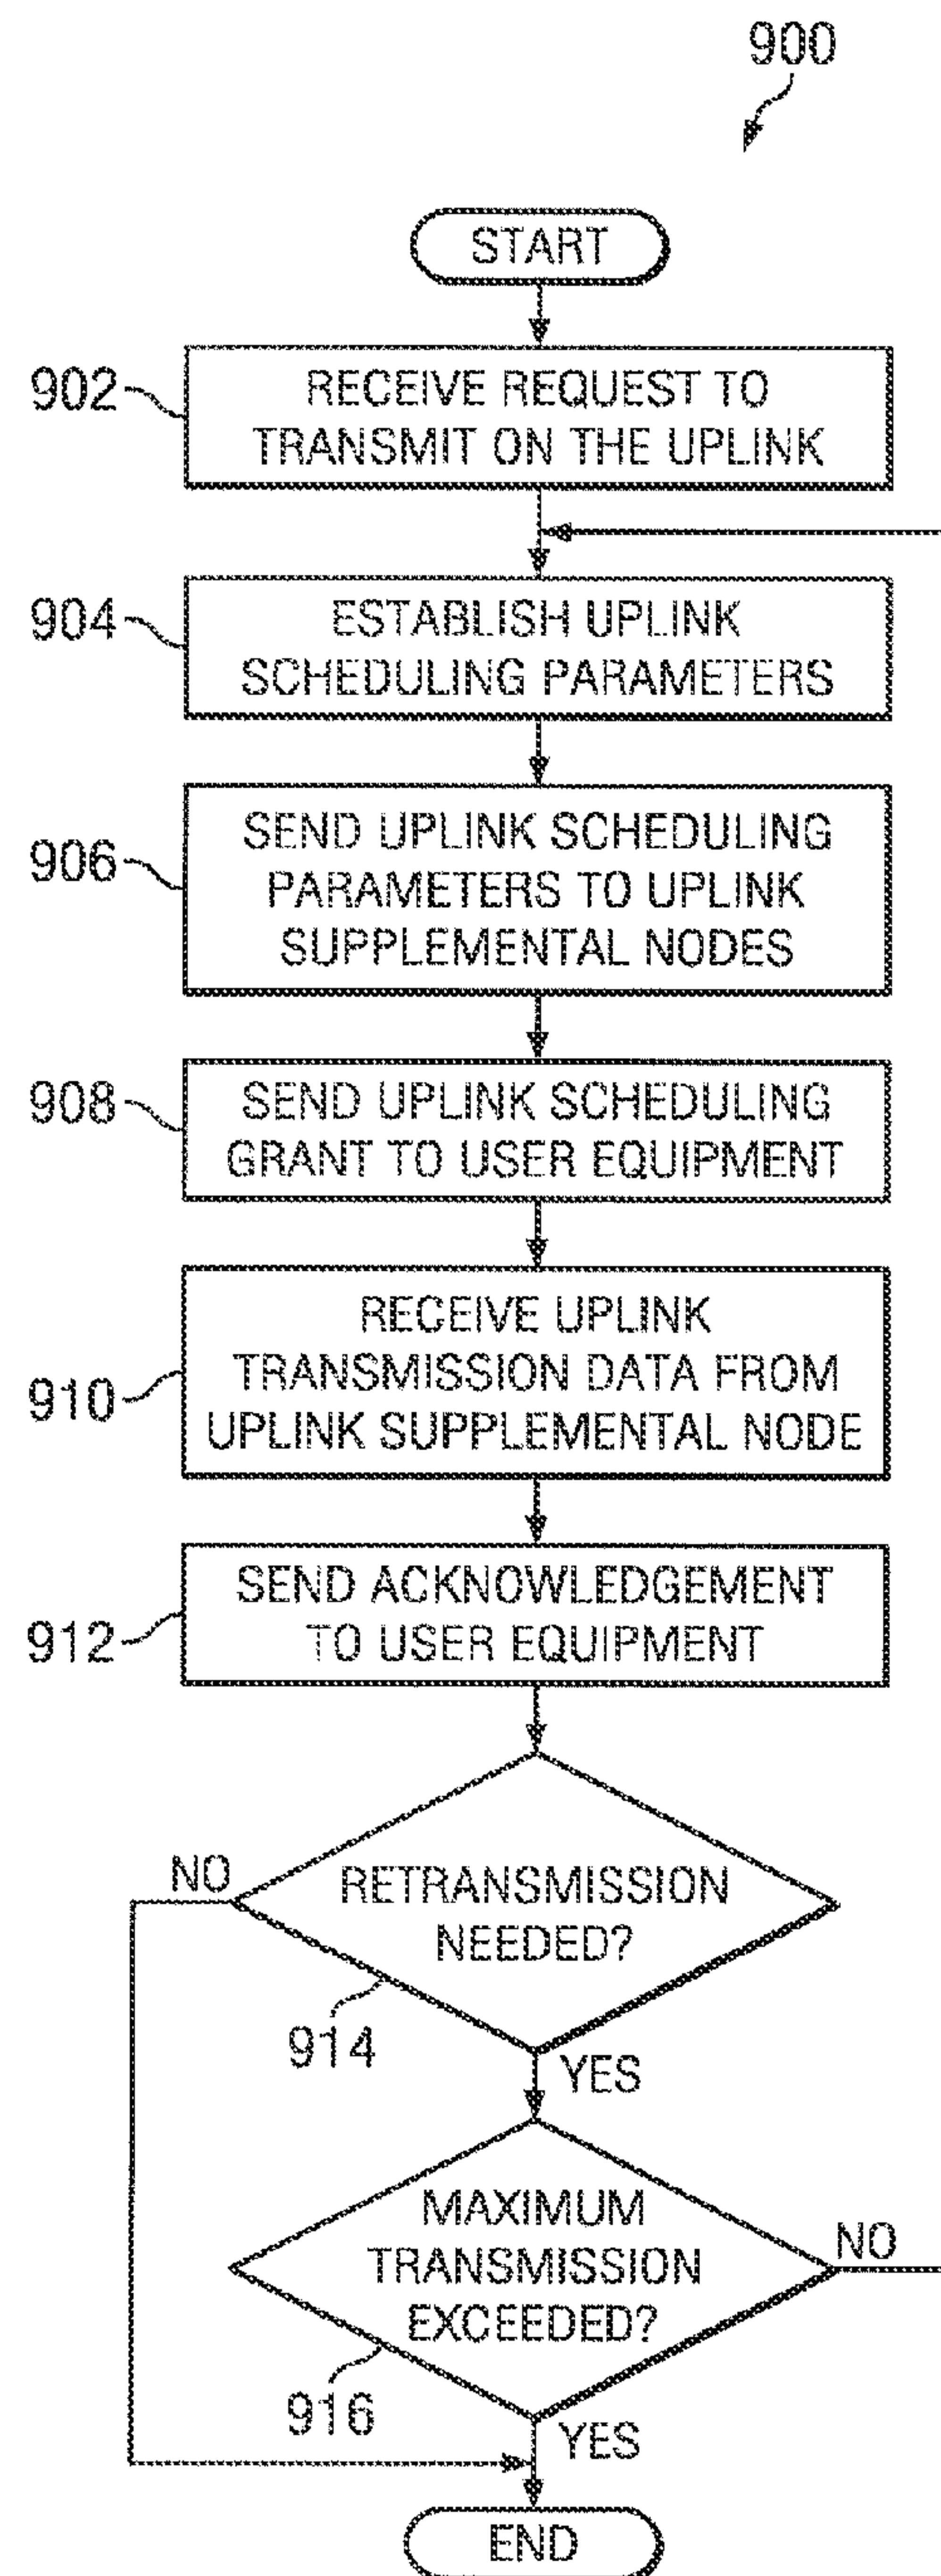 900
START
902
RECEIVE REQUEST TO
TRANSMIT ON THE UPLINK
904
ESTABLISH UPLINK
SCHEDULING PARAMETERS
906
SEND UPLINK SCHEDULING
PARAMETERS TO UPLINK
SUPPLEMENTAL NODES
908
SEND UPLINK SCHEDULING
GRANT TO USER EQUIPMENT
910
RECEIVE UPLINK
TRANSMISSION DATA FROM
UPLINK SUPPLEMENTAL NODE
912
SEND ACKNOWLEDGEMENT
TO USER EQUIPMENT
NO
RETRANSMISSION
NEEDED?
914
YES
MAXIMUM
TRANSMISSION
EXCEEDED?
NO
916
YES
END